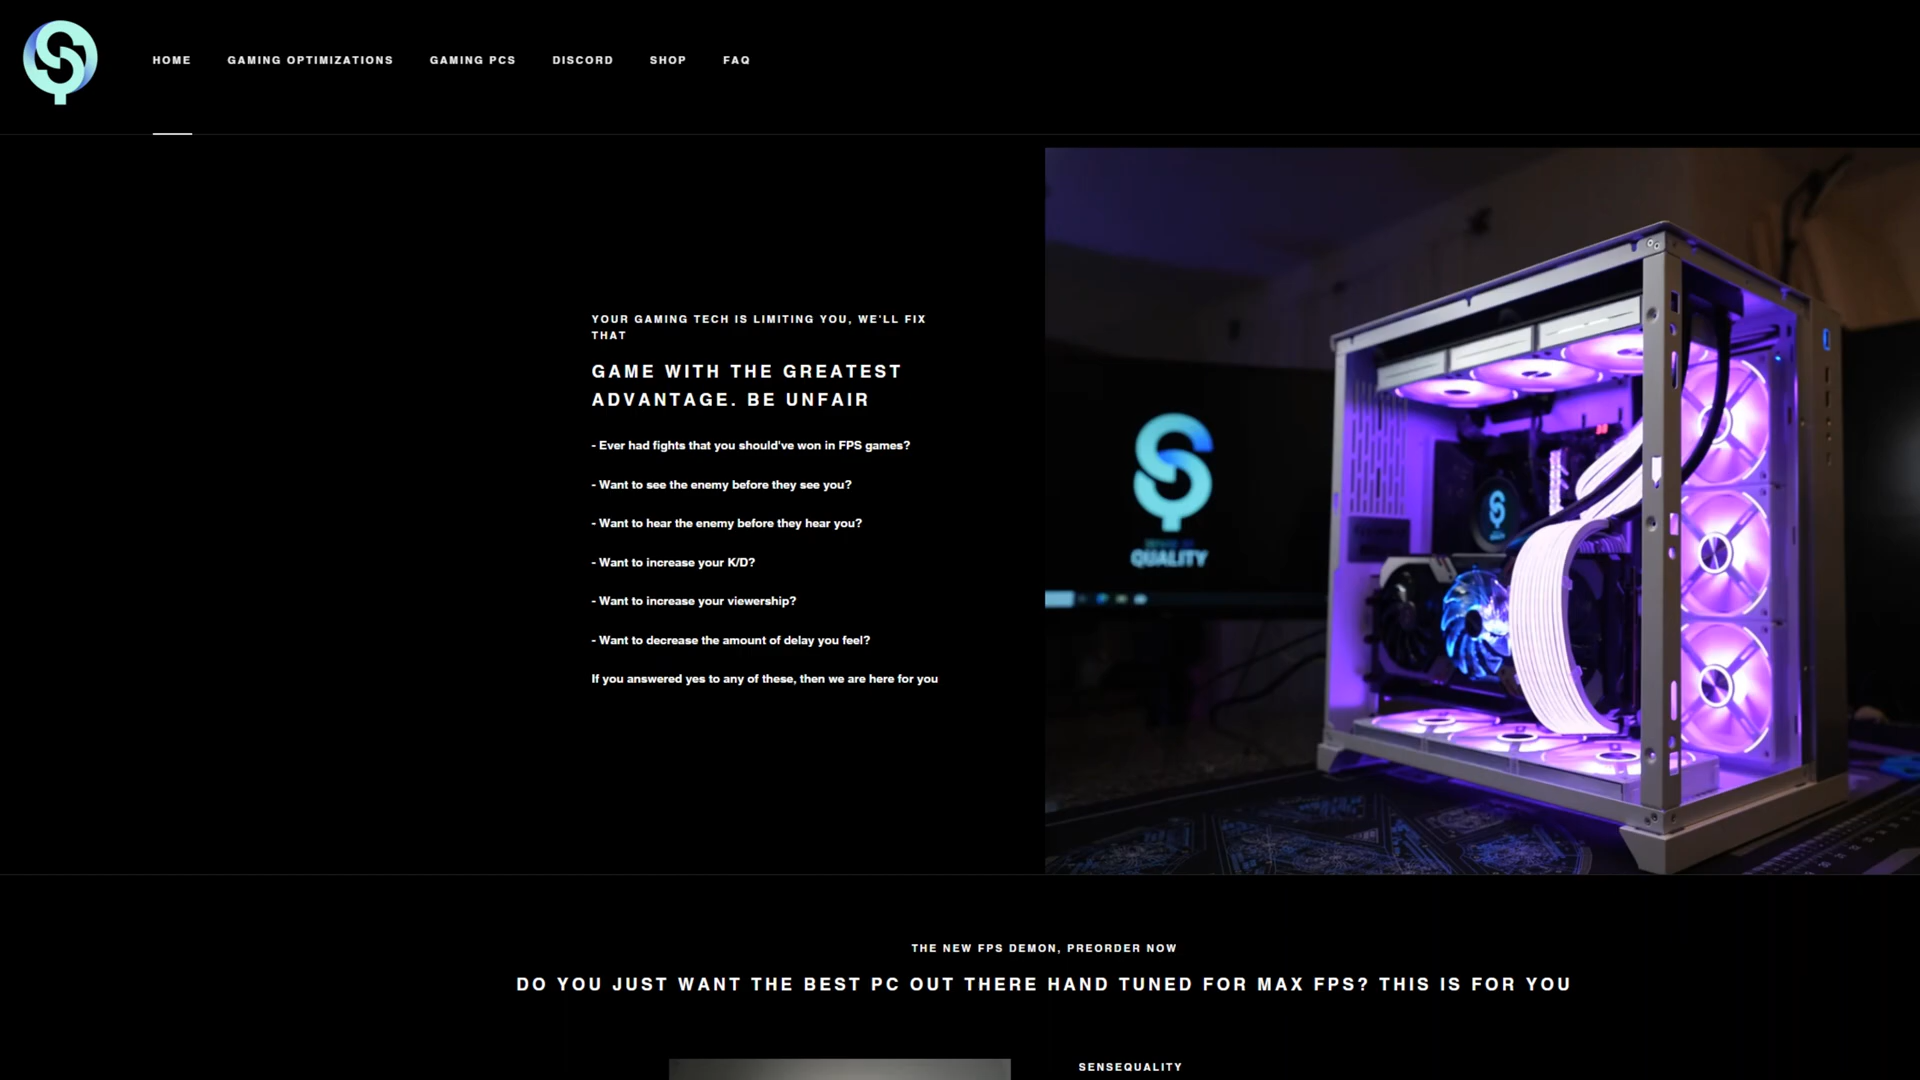 HOME
GAMING OPTIMIZATIONS
GAMING PCS
DISCORD
SHOP
FAQ
YOUR GAMING TECH IS LIMITING YOU, WE'LL FIX
THAT
GAME WITH THE GREATEST
ADVANTAGE. BE UNFAIR
- Ever had fights that you should've won in FPS games?
- Want to see the enemy before they see you?
- Want to hear the enemy before they hear you?
- Want to increase your K/D?
- Want to increase your viewership?
- Want to decrease the amount of delay you feel?
If you answered yes to any of these, then we are here for you
QUALITY
THE NEW FPS DEMON, PREORDER NOW
DO YOU JUST WANT THE BEST PC OUT THERE HAND TUNED FOR MAX FPS? THIS IS FOR YOU
SENSEQUALITY